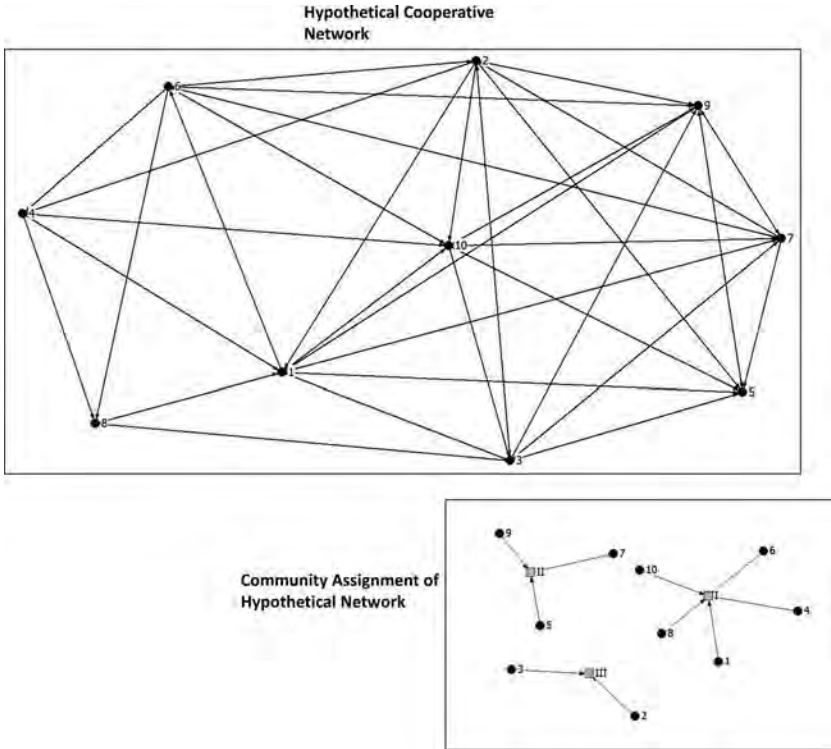 Hypothetical Cooperative
Network
2
6
9
4
10
7
1
5
8
3
9
7
6
II
10
I
4
5
8
1
Community Assignment of
Hypothetical Network
3
III
2